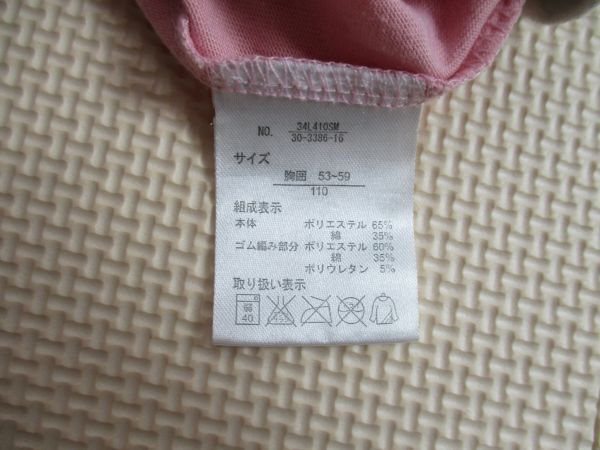 NO. 34L410SM
30-3386-16
サイズ
胸囲 53~59
110
組成表示
本体 ポリエステル 65%
綿 35%
ゴム編み部分 ポリエステル 60%
綿 35%
ポリウレタン 5%
取り扱い表示
弱
40